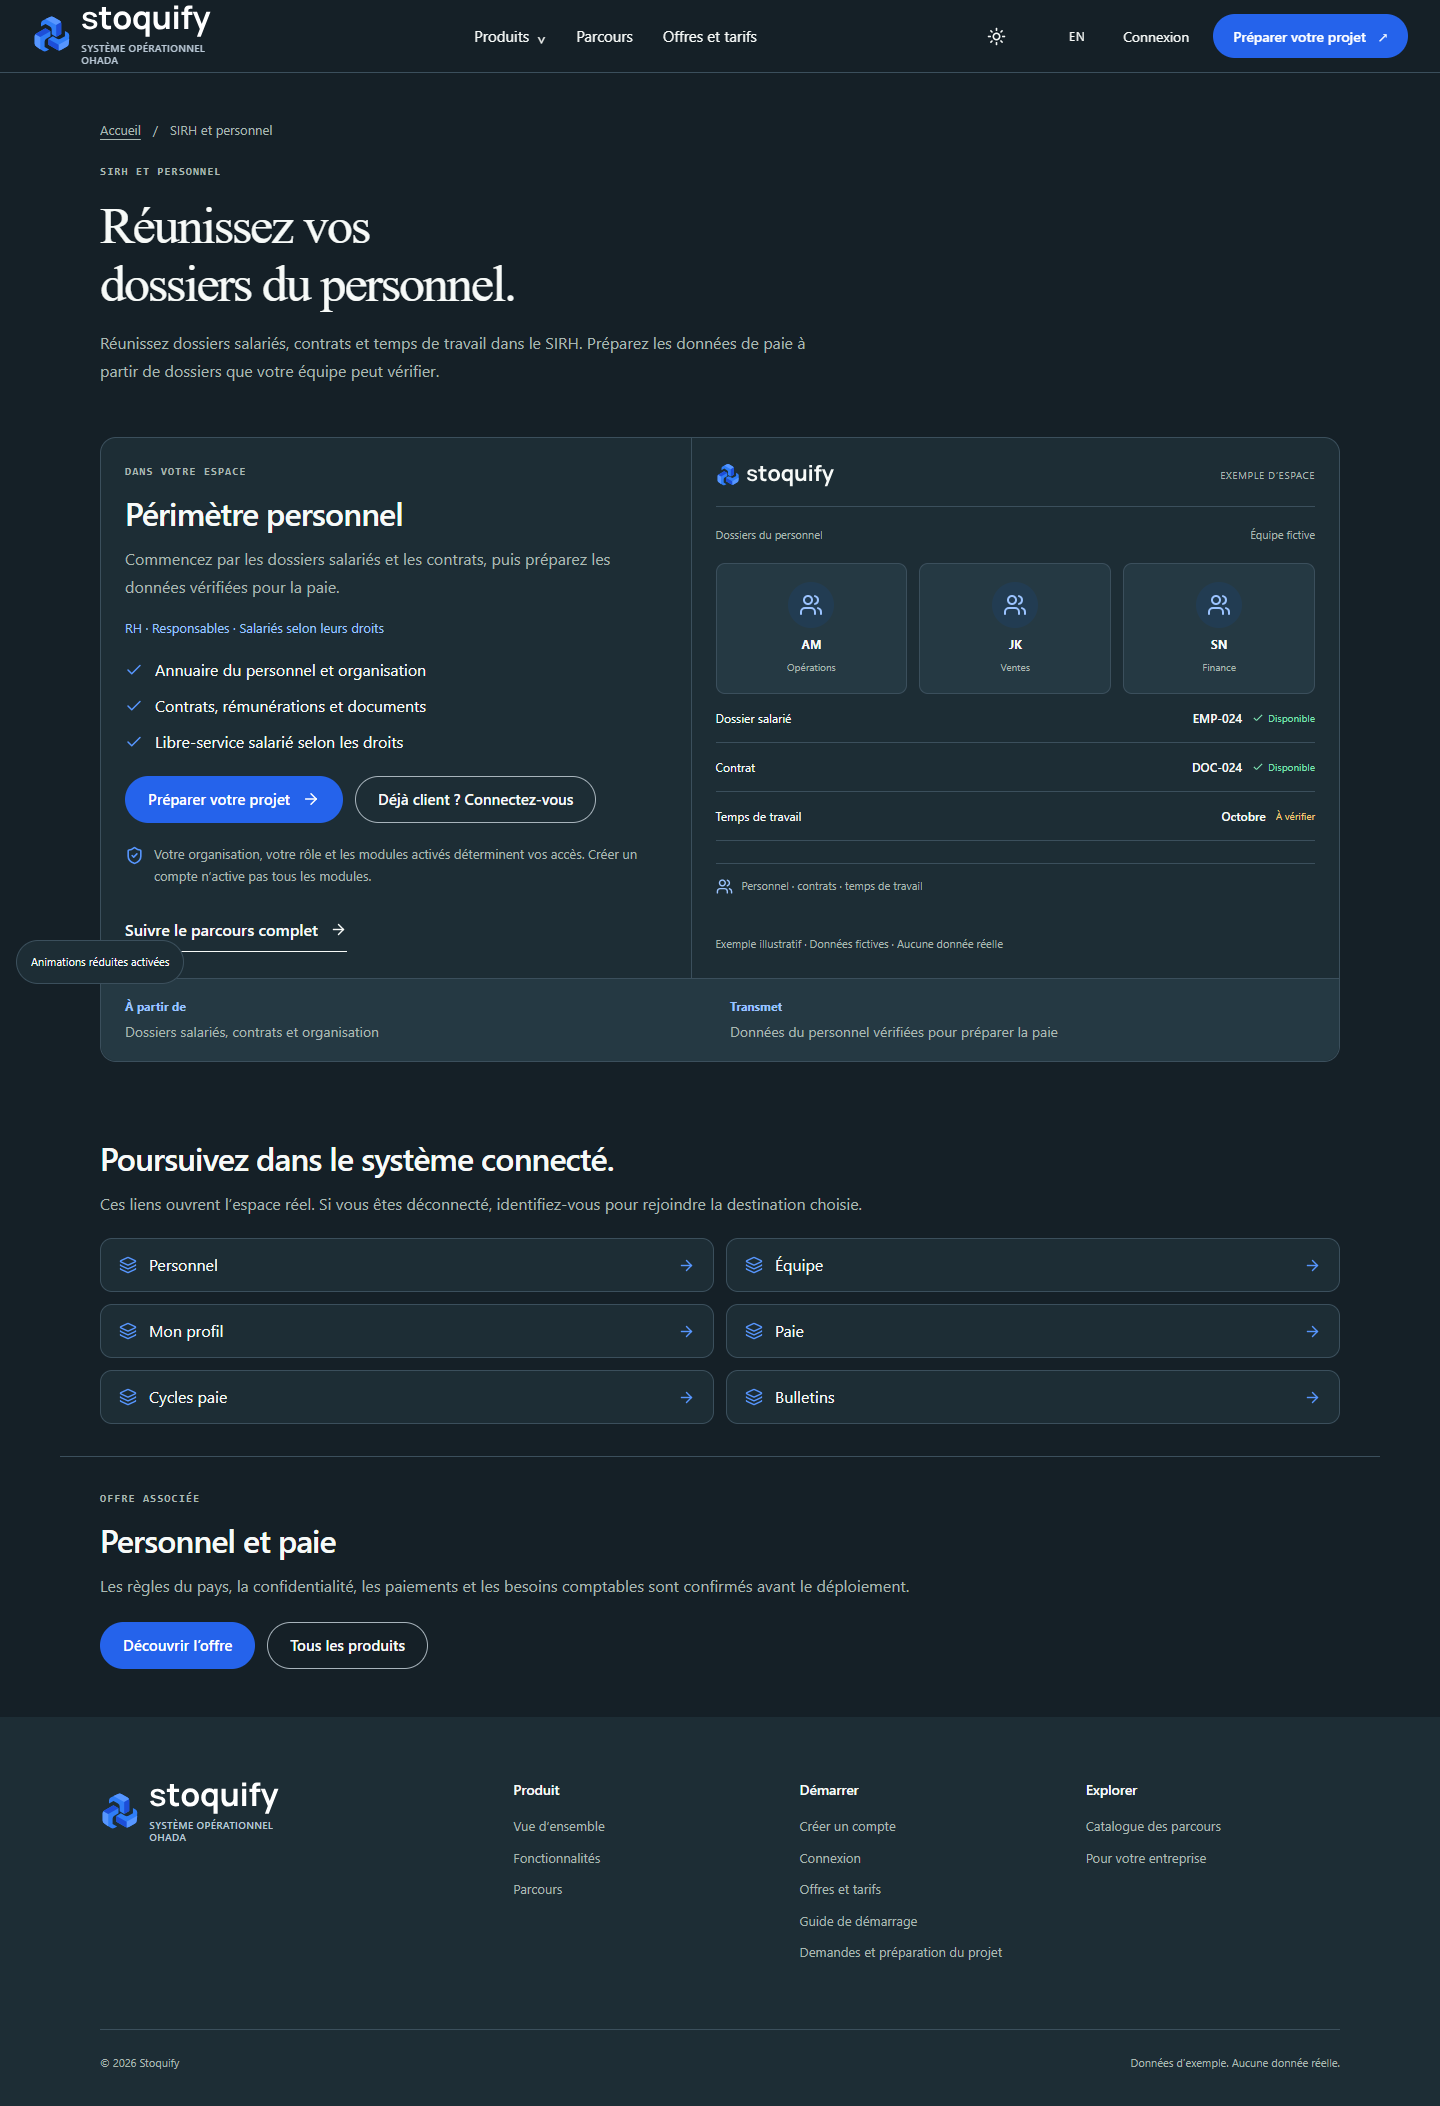 stoquify
SYSTÈME OPÉRATIONNEL
OHADA
Produits
Parcours
Offres et tarifs
EN
Connexion
Préparer votre projet
Accueil / SIRH et personnel
SIRH ET PERSONNEL
Réunissez vos
dossiers du personnel.
Réunissez dossiers salariés, contrats et temps de travail dans le SIRH. Préparez les données de paie à
partir de dossiers que votre équipe peut vérifier.
DANS VOTRE ESPACE
Périmètre personnel
Commencez par les dossiers salariés et les contrats, puis préparez les
données vérifiées pour la paie.
RH · Responsables · Salariés selon leurs droits
Annuaire du personnel et organisation
Contrats, rémunérations et documents
Libre-service salarié selon les droits
Préparer votre projet
Déjà client ? Connectez-vous
Votre organisation, votre rôle et les modules activés déterminent vos accès. Créer un
compte n'active pas tous les modules.
Suivre le parcours complet
Animations réduites activées
stoquify
EXEMPLE D'ESPACE
Dossiers du personnel
Équipe fictive
AM
Opérations
JK
Ventes
SN
Finance
Dossier salarié
EMP-024
Disponible
Contrat
DOC-024
Disponible
Temps de travail
Octobre
À vérifier
Personnel · contrats · temps de travail
Exemple illustratif · Données fictives · Aucune donnée réelle
À partir de
Dossiers salariés, contrats et organisation
Transmet
Données du personnel vérifiées pour préparer la paie
Poursuivez dans le système connecté.
Ces liens ouvrent l'espace réel. Si vous êtes déconnecté, identifiez-vous pour rejoindre la destination choisie.
Personnel
Équipe
Mon profil
Paie
Cycles paie
Bulletins
OFFRE ASSOCIÉE
Personnel et paie
Les règles du pays, la confidentialité, les paiements et les besoins comptables sont confirmés avant le déploiement.
Découvrir l'offre
Tous les produits
stoquify
SYSTÈME OPÉRATIONNEL
OHADA
Produit
Vue d'ensemble
Fonctionnalités
Parcours
Démarrer
Créer un compte
Connexion
Offres et tarifs
Guide de démarrage
Demandes et préparation du projet
Explorer
Catalogue des parcours
Pour votre entreprise
© 2026 Stoquify
Données d'exemple. Aucune donnée réelle.